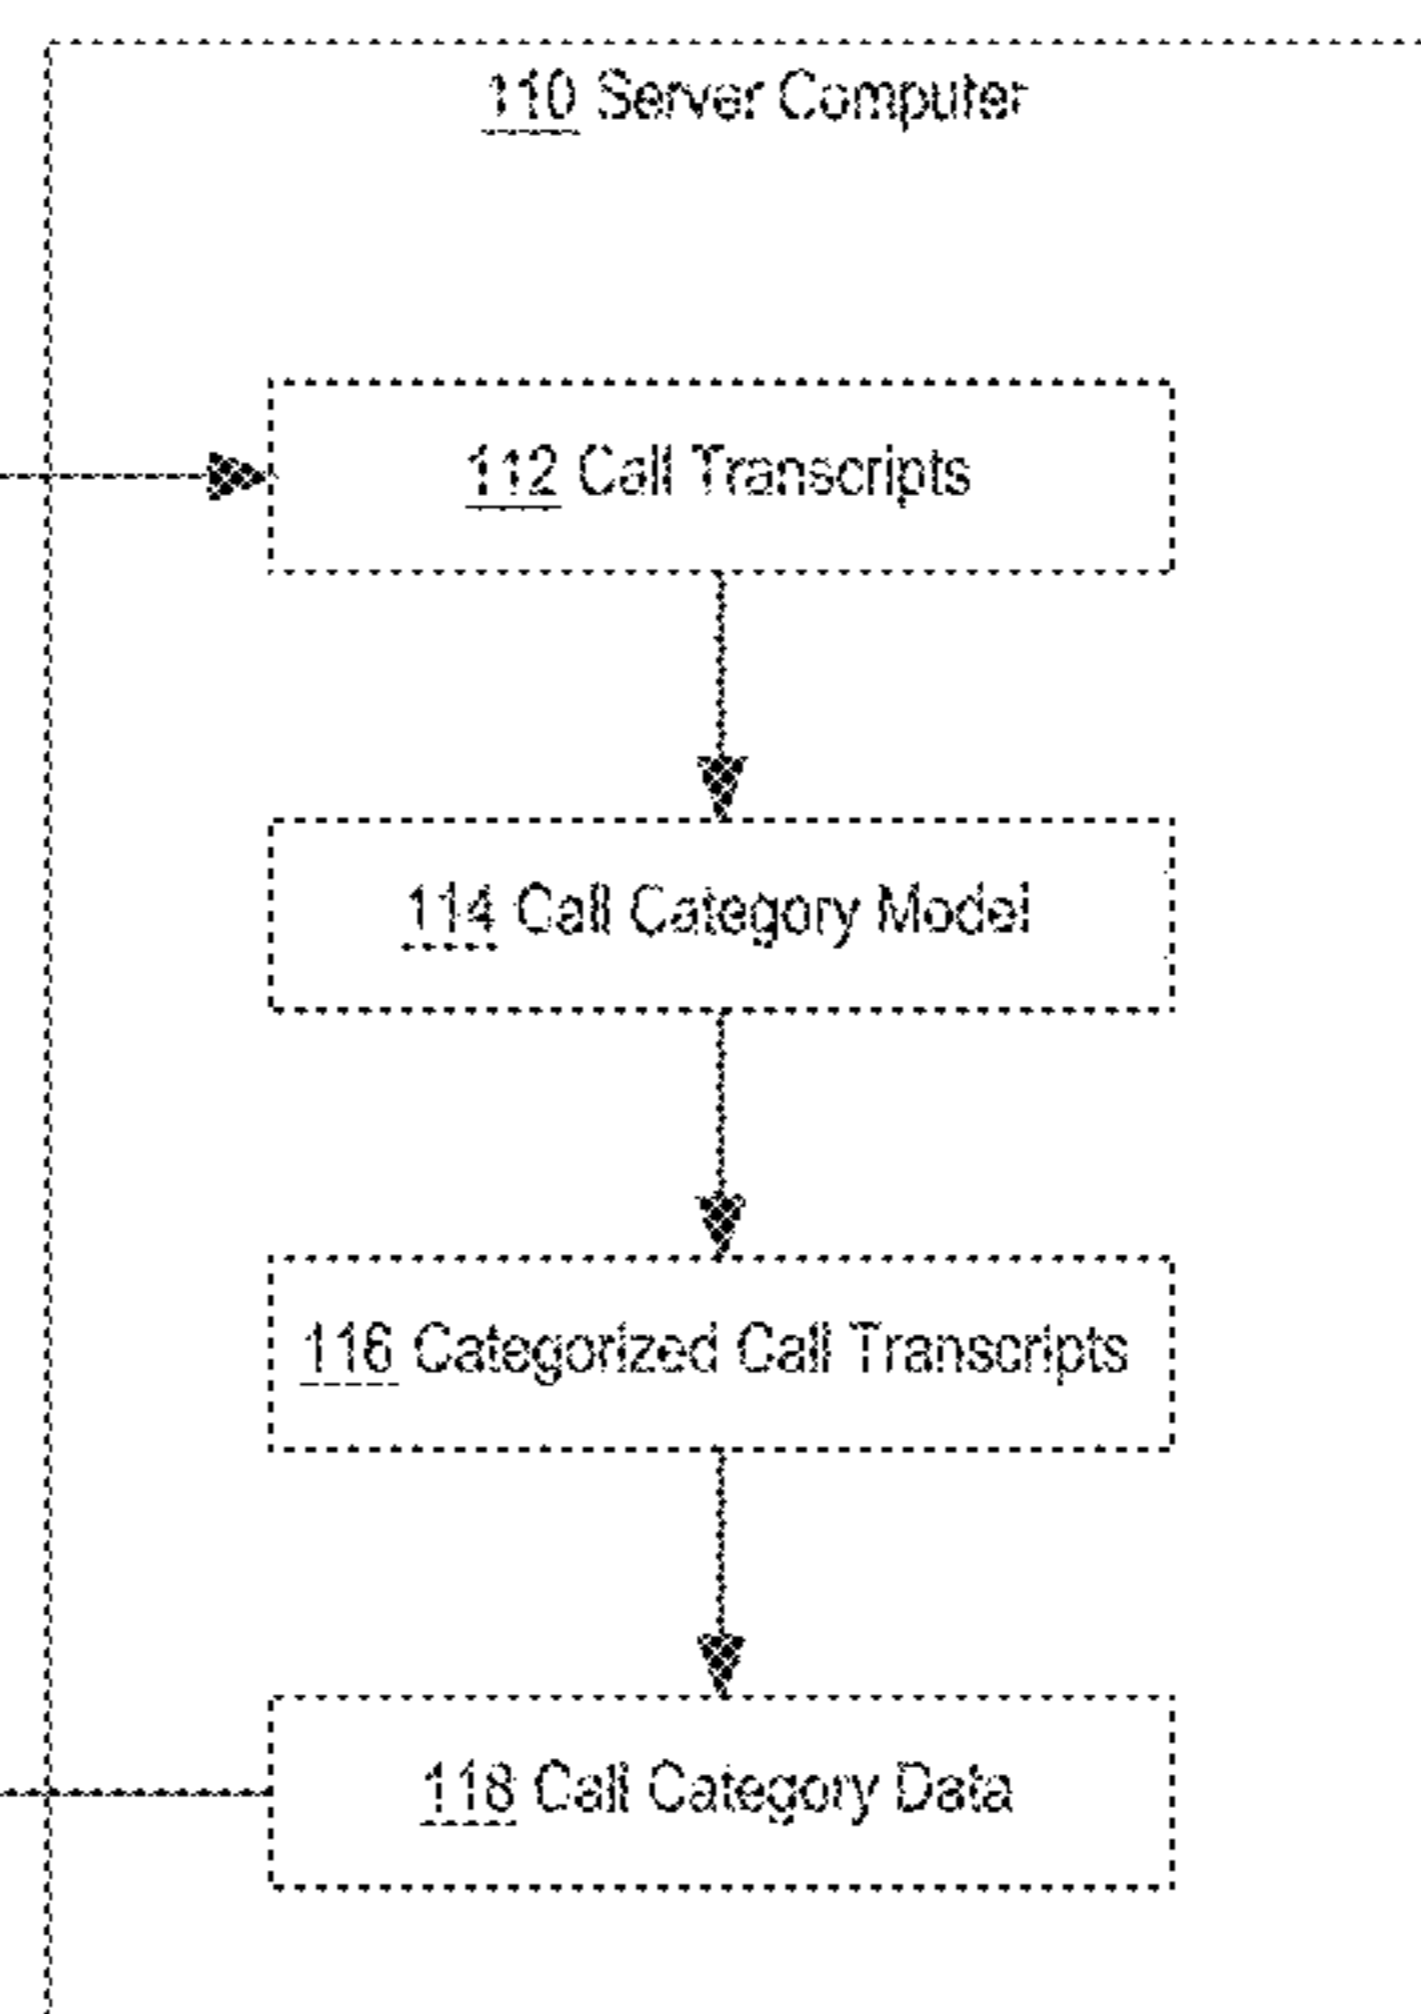 110 Server Computer
112 Call Transcripts
114 Call Category Model
116 Categorized Call Transcripts
118 Call Category Data